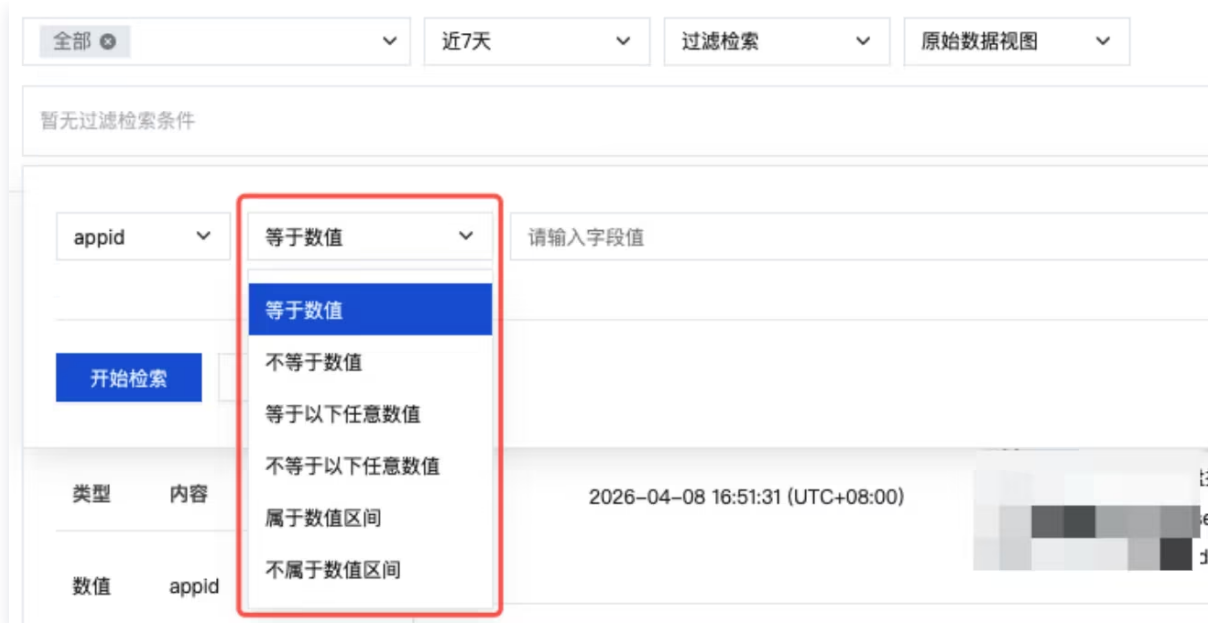 全部 近7天 过滤检索 原始数据视图
暂无过滤检索条件
appid 等于数值 请输入字段值
等于数值
不等于数值
开始检索
等于以下任意数值
不等于以下任意数值
类型 内容 2026-04-08 16:51:31 (UTC+08:00)
属于数值区间
不属于数值区间
数值 appid